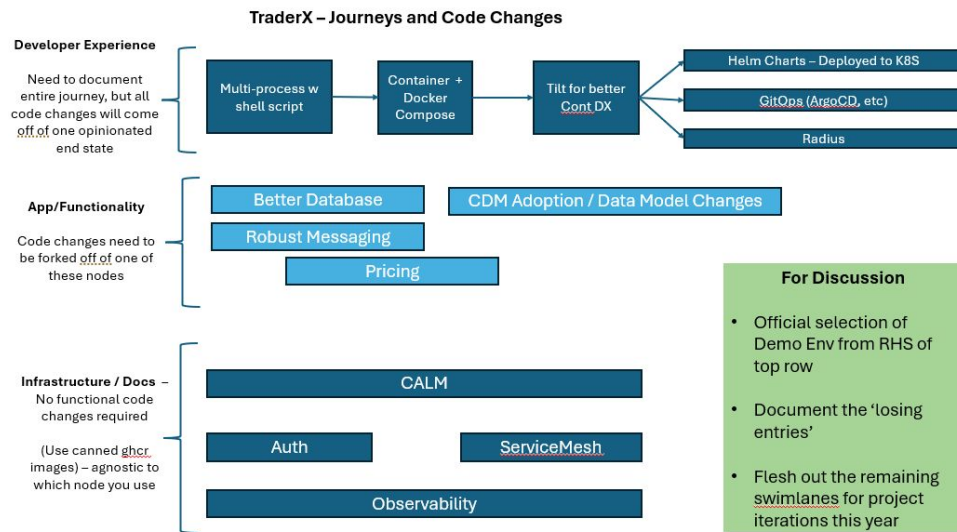 TraderX – Journeys and Code Changes
Developer Experience
Need to document
entire journey, but all
code changes will come
off of one opinionated
end state
Multi-process w
shell script
Container +
Docker
Compose
Tilt for better
Cont DX
Helm Charts – Deployed to K8S
GitOps (ArgoCD, etc)
Radius
App/Functionality
Code changes need to
be forked off of one of
these nodes
Better Database
CDM Adoption / Data Model Changes
Robust Messaging
Pricing
Infrastructure / Docs –
No functional code
changes required
(Use canned ghcr
images) – agnostic to
which node you use
CALM
Auth
ServiceMesh
Observability
For Discussion
• Official selection of
Demo Env from RHS of
top row
• Document the ‘losing
entries’
• Flesh out the remaining
swimlanes for project
iterations this year